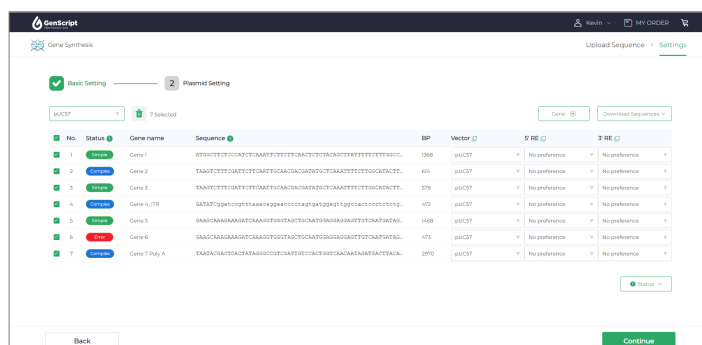 GenScript
Kevin
MY ORDER
Gene Synthesis
Upload Sequence > Settings
Basic Setting
2 Plasmid Setting
pUC57
7 Selected
Gene
Download Sequences
No. Status Gene name Sequence BP Vector 5' RE 3' RE
1 Simple Gene 1 ATGGCTTCTCCCATCTCAAATTCTTCTTCAACTCTCTACAGCTTATTTTTCTTTGGCC... 1368 pUC57 No preference No preference
2 Complex Gene 2 TAAGTCTTTCGATTCTTCAATTGCAACGACGATATGCTCAAATTTTCTTGGCATACTT... 614 pUC57 No preference No preference
3 Simple Gene 3 TAAGTCTTTCGATTCTTCAATTGCAACGACGATATGCTCAAATTTTCTTGGCATACTT... 579 pUC57 No preference No preference
4 Complex Gene 4_ITR GATATCggatccgtttaaacaggaacccctagtgatggagttggccactccctctctg... 472 pUC57 No preference No preference
5 Simple Gene 5 GAAGCAAAGAAAGATCAAAGGTGGGTAGCTGCAATGGAGGAGGAGTTGTCAATGATAG... 1468 pUC57 No preference No preference
6 Error Gene 6 GAAGCAAAGAAAGATCAAAGGTGGGTAGCTGCAATGGAGGAGGAGTTGTCAATGATAG... 473 pUC57 No preference No preference
7 Complex Gene 7 Poly A TAATACGACTCACTATAGGGCCGTCGATTGTCCACTGGTCAACAATAGATGACTTACA... 2970 pUC57 No preference No preference
Status
Back
Continue